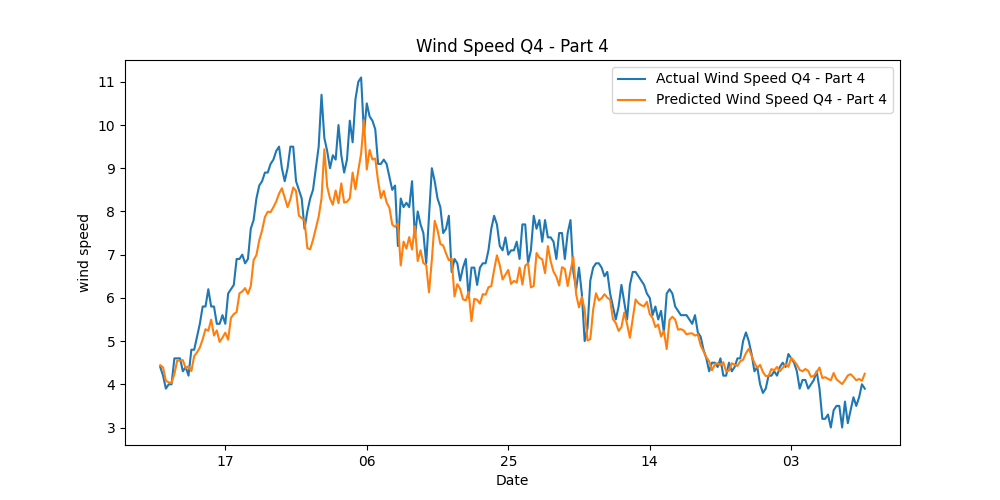 Wind Speed Q4 - Part 4
Actual Wind Speed Q4 - Part 4
Predicted Wind Speed Q4 - Part 4
wind speed
11
10
9
8
7
6
5
4
3
17
06
25
14
03
Date